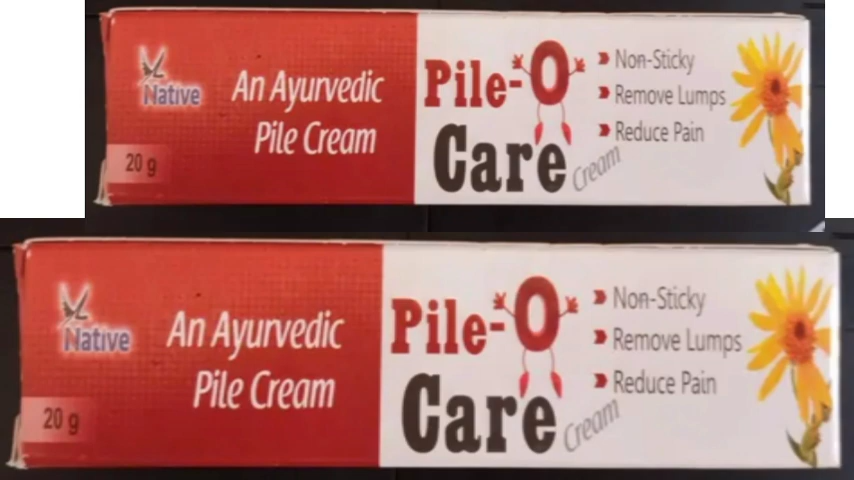 Native
An Ayurvedic
Pile Cream
20 g
Pile-O
Care
Cream
Non-Sticky
Remove Lumps
Reduce Pain
Native
An Ayurvedic
Pile Cream
20 g
Pile-O
Care
Cream
Non-Sticky
Remove Lumps
Reduce Pain